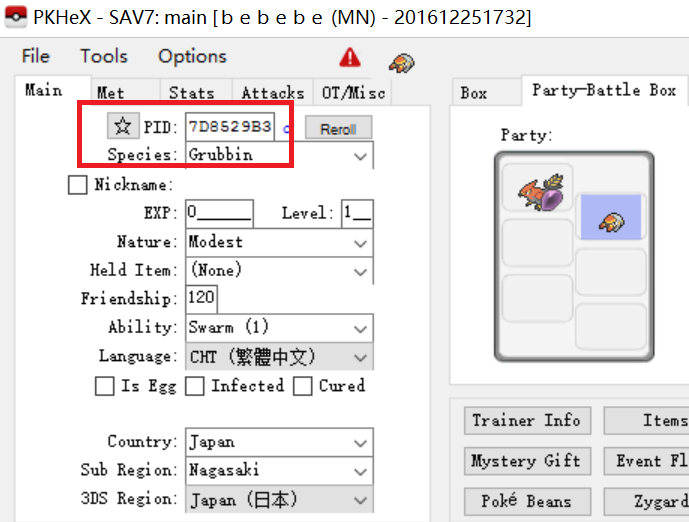 PKHeX - SAV7: main [ b e b e b e (MN) - 201612251732]
File Tools Options
Main Met Stats Attacks OT/Misc
PID: 7D8529B3 Reroll
Species: Grubbin
Nickname:
EXP: 0_____ Level: 1__
Nature: Modest
Held Item: (None)
Friendship: 120
Ability: Swarm (1)
Language: CHT (繁體中文)
Is Egg Infected Cured
Country: Japan
Sub Region: Nagasaki
3DS Region: Japan (日本)
Box Party-Battle Box
Party:
Trainer Info Items
Mystery Gift Event Fl
Poké Beans Zygard